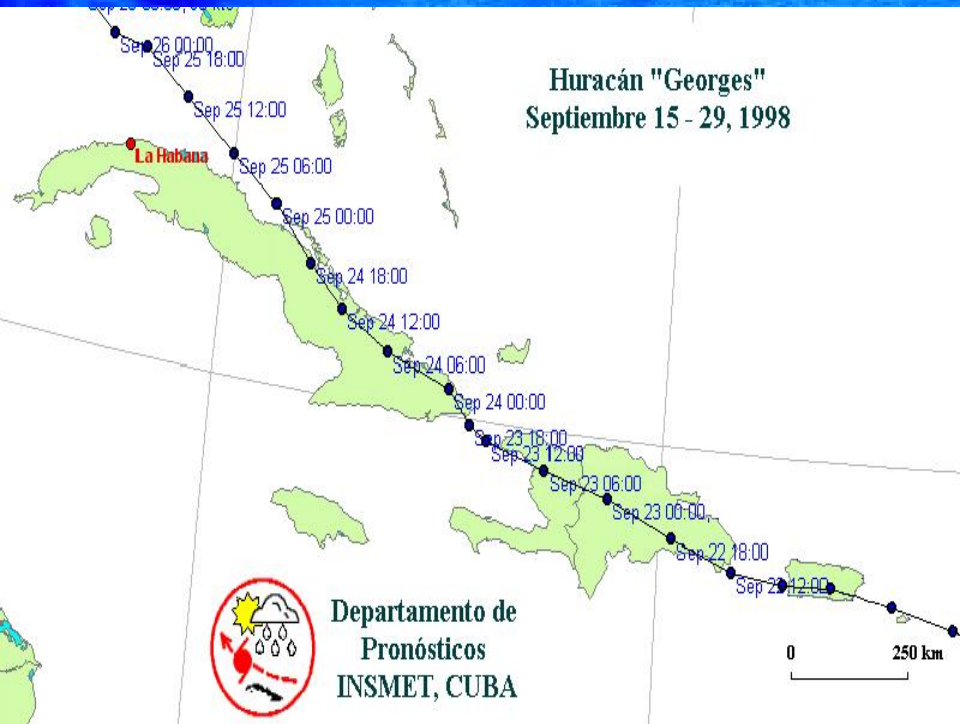 Sep 26 00:00
Sep 25 18:00
Huracán "Georges"
Septiembre 15 - 29, 1998
Sep 25 12:00
La Habana
Sep 25 06:00
Sep 25 00:00
Sep 24 18:00
Sep 24 12:00
Sep 24 06:00
Sep 24 00:00
Sep 23 18:00
Sep 23 12:00
Sep 23 06:00
Sep 23 00:00,
Sep 22 18:00
Sep 22 12:00
Departamento de
Pronósticos
INSMET, CUBA
0 250 km